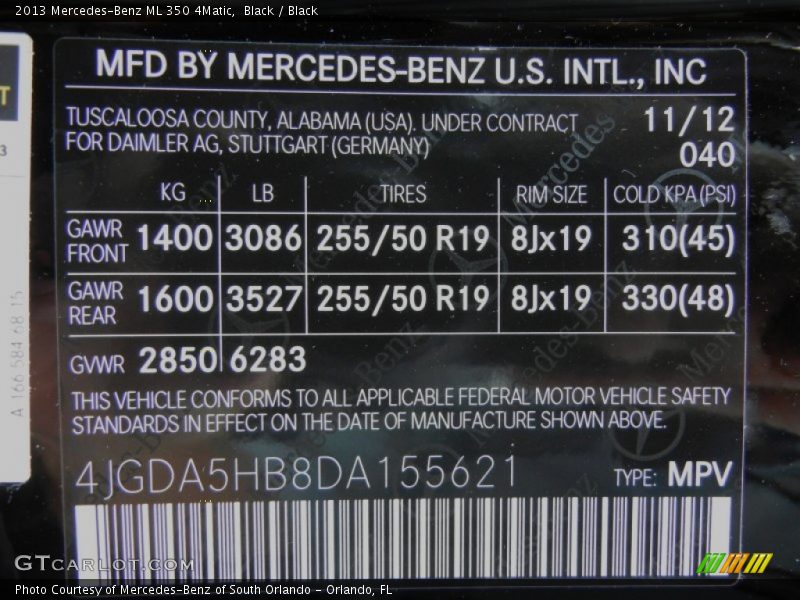 2013 Mercedes-Benz ML 350 4Matic,  Black / Black
MFD BY MERCEDES-BENZ U.S. INTL., INC
TUSCALOOSA COUNTY, ALABAMA (USA). UNDER CONTRACT 11/12
FOR DAIMLER AG, STUTTGART (GERMANY) 040
KG LB TIRES RIM SIZE COLD KPA(PSI)
GAWR FRONT 1400 3086 255/50 R19 8Jx19 310(45)
GAWR REAR 1600 3527 255/50 R19 8Jx19 330(48)
GVWR 2850 6283
THIS VEHICLE CONFORMS TO ALL APPLICABLE FEDERAL MOTOR VEHICLE SAFETY
STANDARDS IN EFFECT ON THE DATE OF MANUFACTURE SHOWN ABOVE.
4JGDA5HB8DA155621 TYPE: MPV
A 166 584 68 15
GTCARLOT.COM
Photo Courtesy of Mercedes-Benz of South Orlando - Orlando, FL